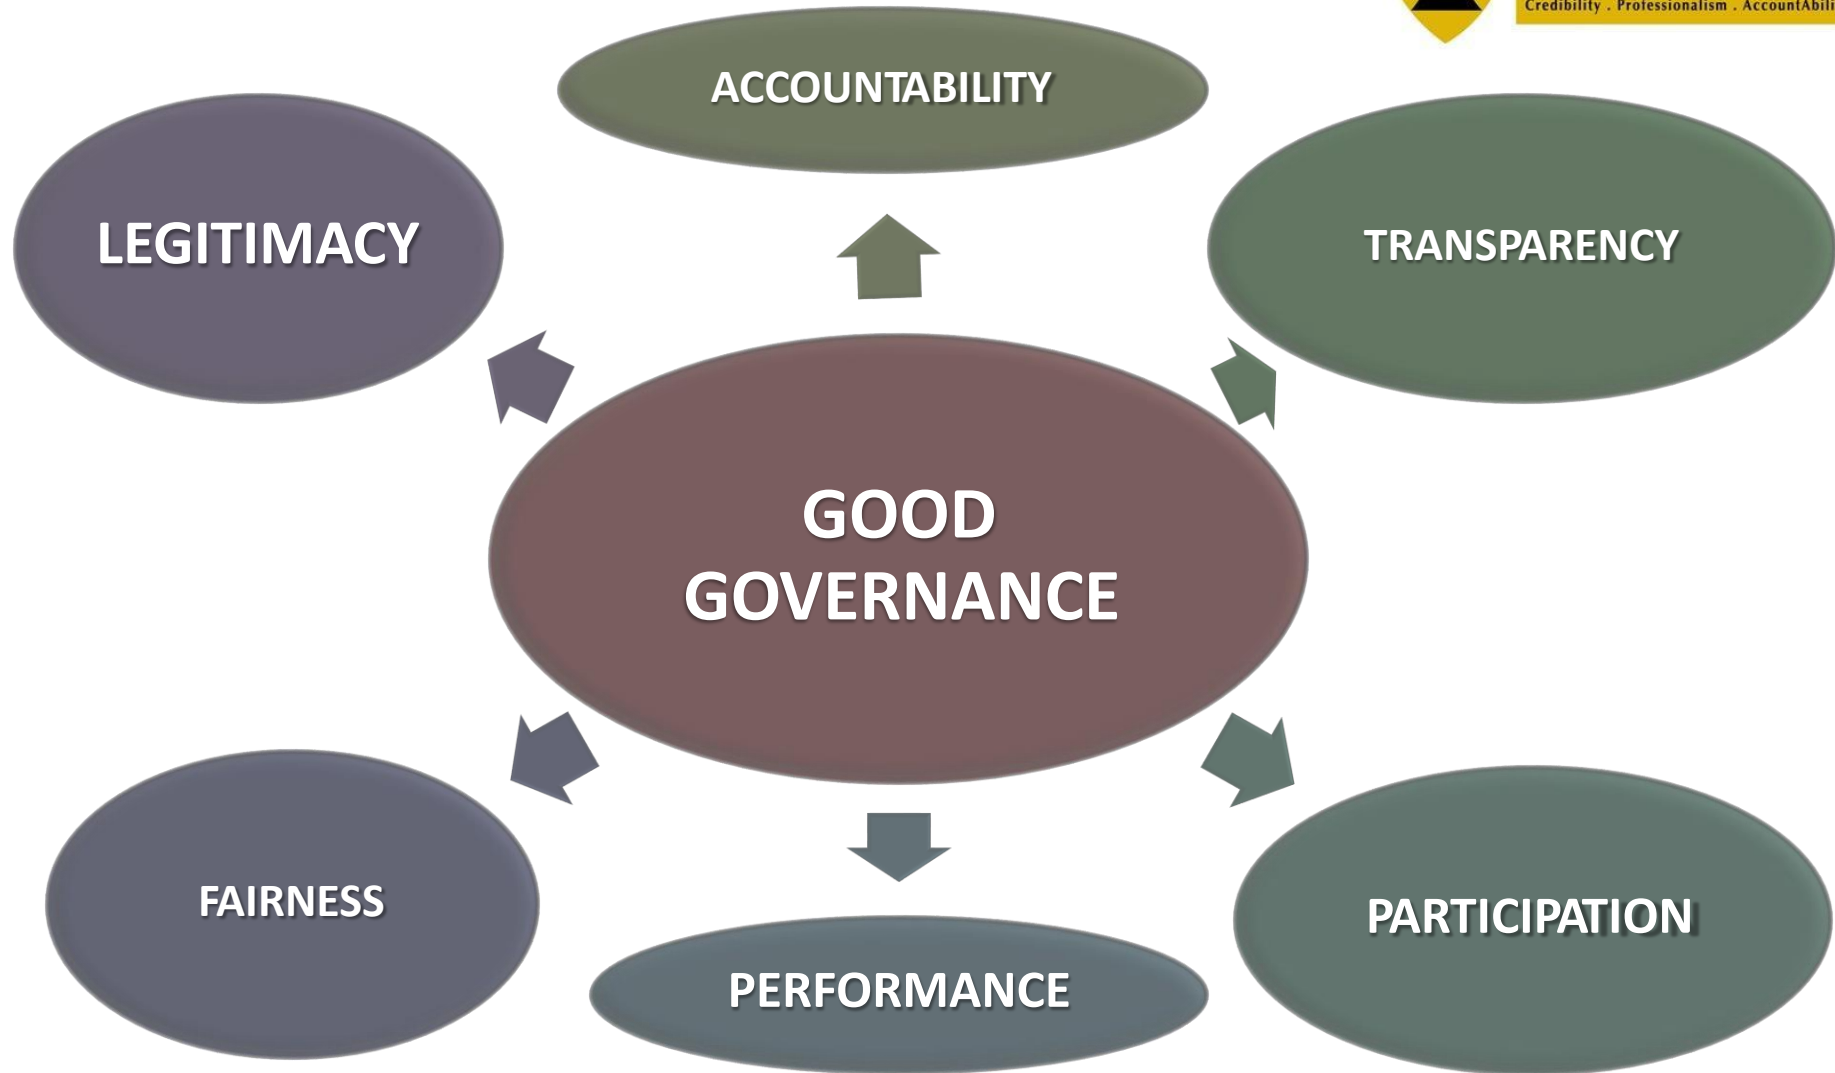 Credibility . Professionalism . AccountAbili
ACCOUNTABILITY
LEGITIMACY
TRANSPARENCY
GOOD
GOVERNANCE
FAIRNESS
PARTICIPATION
PERFORMANCE